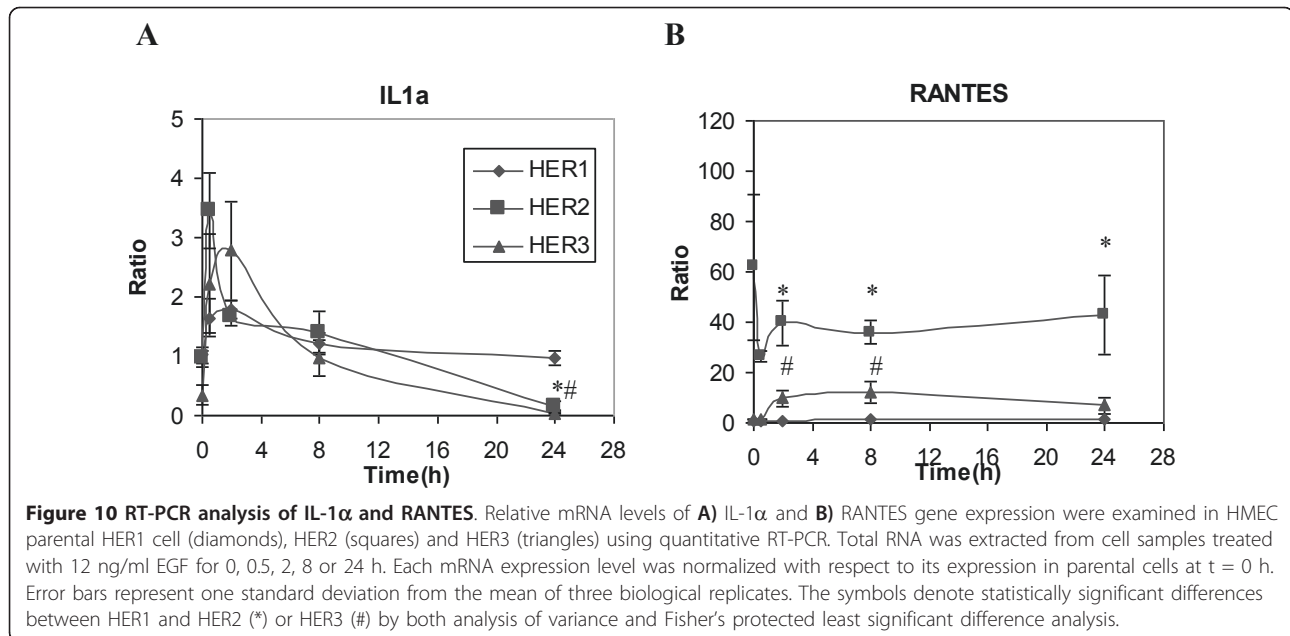 A
B
IL1a
RANTES
5
4
3
2
1
0
Ratio
HER1
HER2
HER3
*#
0 4 8 12 16 20 24 28
Time(h)
120
100
80
60
40
20
0
Ratio
*
*
*
#
#
0 4 8 12 16 20 24 28
Time(h)
Figure 10 RT-PCR analysis of IL-1α and RANTES. Relative mRNA levels of A) IL-1α and B) RANTES gene expression were examined in HMEC
parental HER1 cell (diamonds), HER2 (squares) and HER3 (triangles) using quantitative RT-PCR. Total RNA was extracted from cell samples treated
with 12 ng/ml EGF for 0, 0.5, 2, 8 or 24 h. Each mRNA expression level was normalized with respect to its expression in parental cells at t = 0 h.
Error bars represent one standard deviation from the mean of three biological replicates. The symbols denote statistically significant differences
between HER1 and HER2 (*) or HER3 (#) by both analysis of variance and Fisher's protected least significant difference analysis.